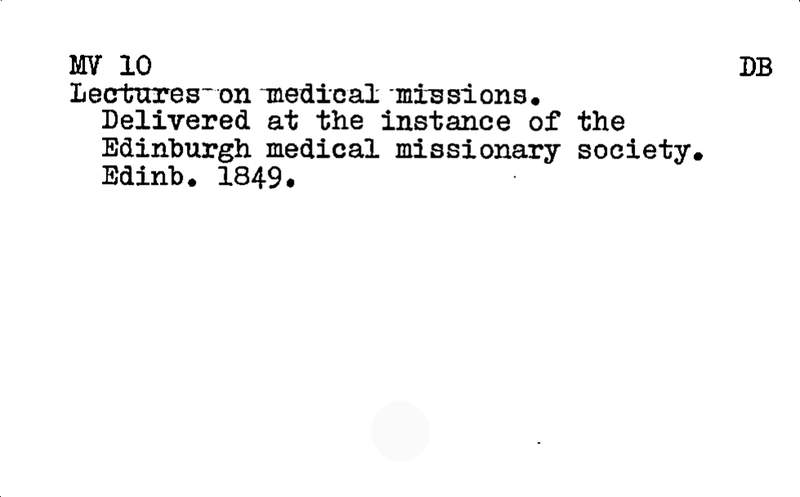 MV 10 DB
Lectures on medical missions.
Delivered at the instance of the
Edinburgh medical missionary society.
Edinb. 1849.